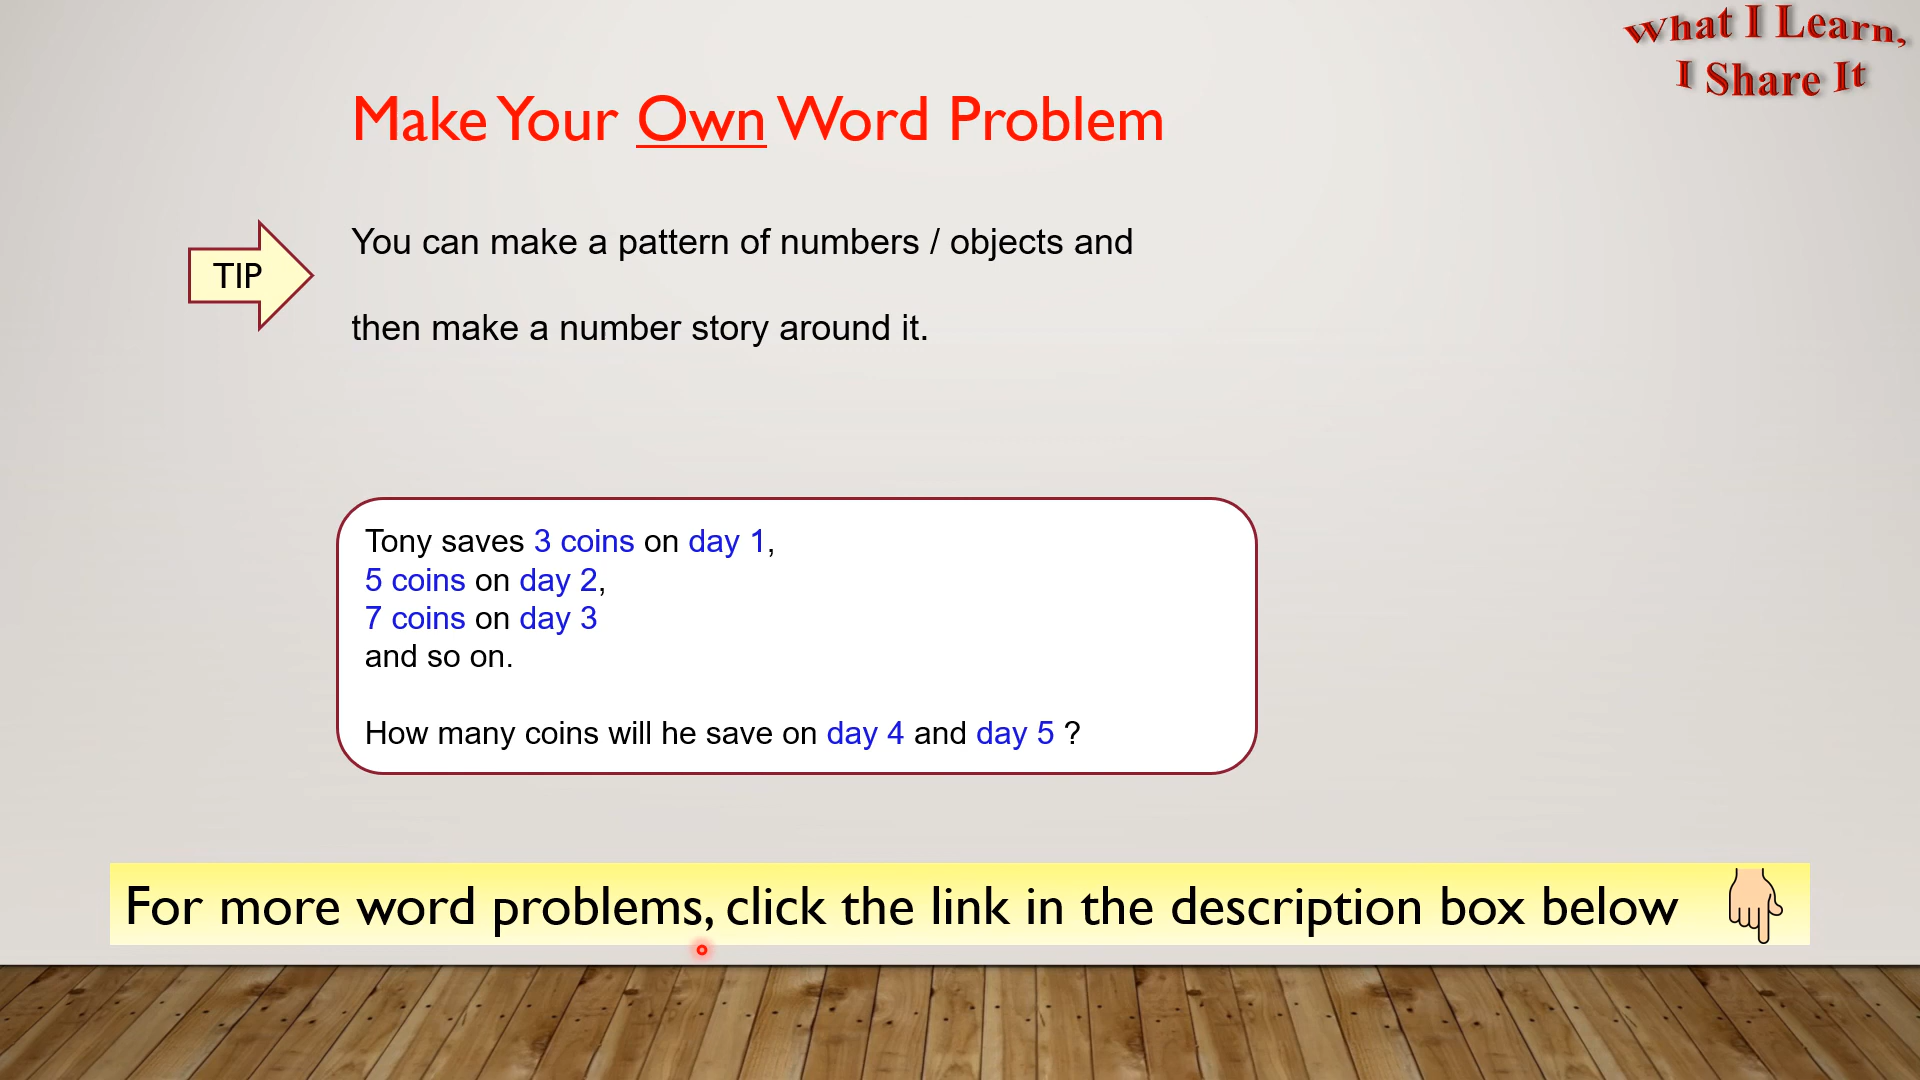 What I Learn,
I Share It
Make Your Own Word Problem
TIP
You can make a pattern of numbers / objects and
then make a number story around it.
Tony saves 3 coins on day 1,
5 coins on day 2,
7 coins on day 3
and so on.
How many coins will he save on day 4 and day 5 ?
For more word problems, click the link in the description box below